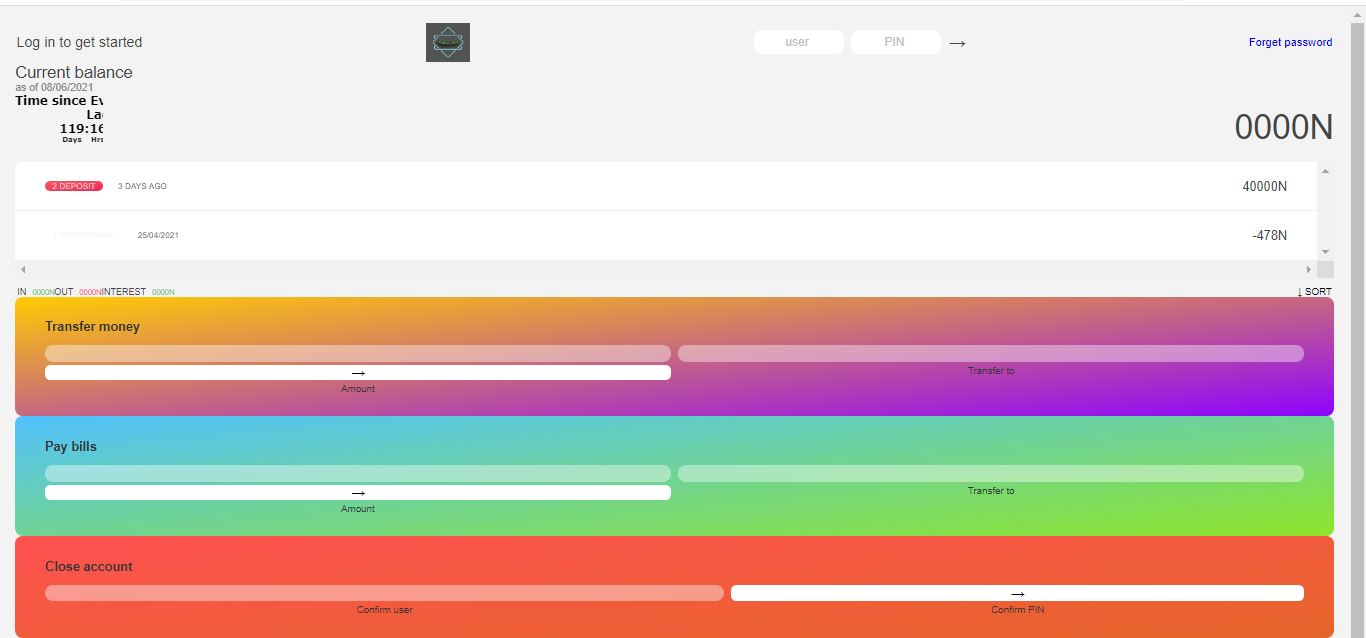 Log in to get started
user
PIN
→
Forget password
Current balance
as of 08/06/2021
Time since Ev
La
119:16
Days Hrs
0000N
2 DEPOSIT 3 DAYS AGO 40000N
1 WITHDRAWAL 25/04/2021 -478N
IN 0000N OUT 0000N INTEREST 0000N ↓ SORT
Transfer money
→
Amount
Transfer to
Pay bills
→
Amount
Transfer to
Close account
→
Confirm user
Confirm PIN